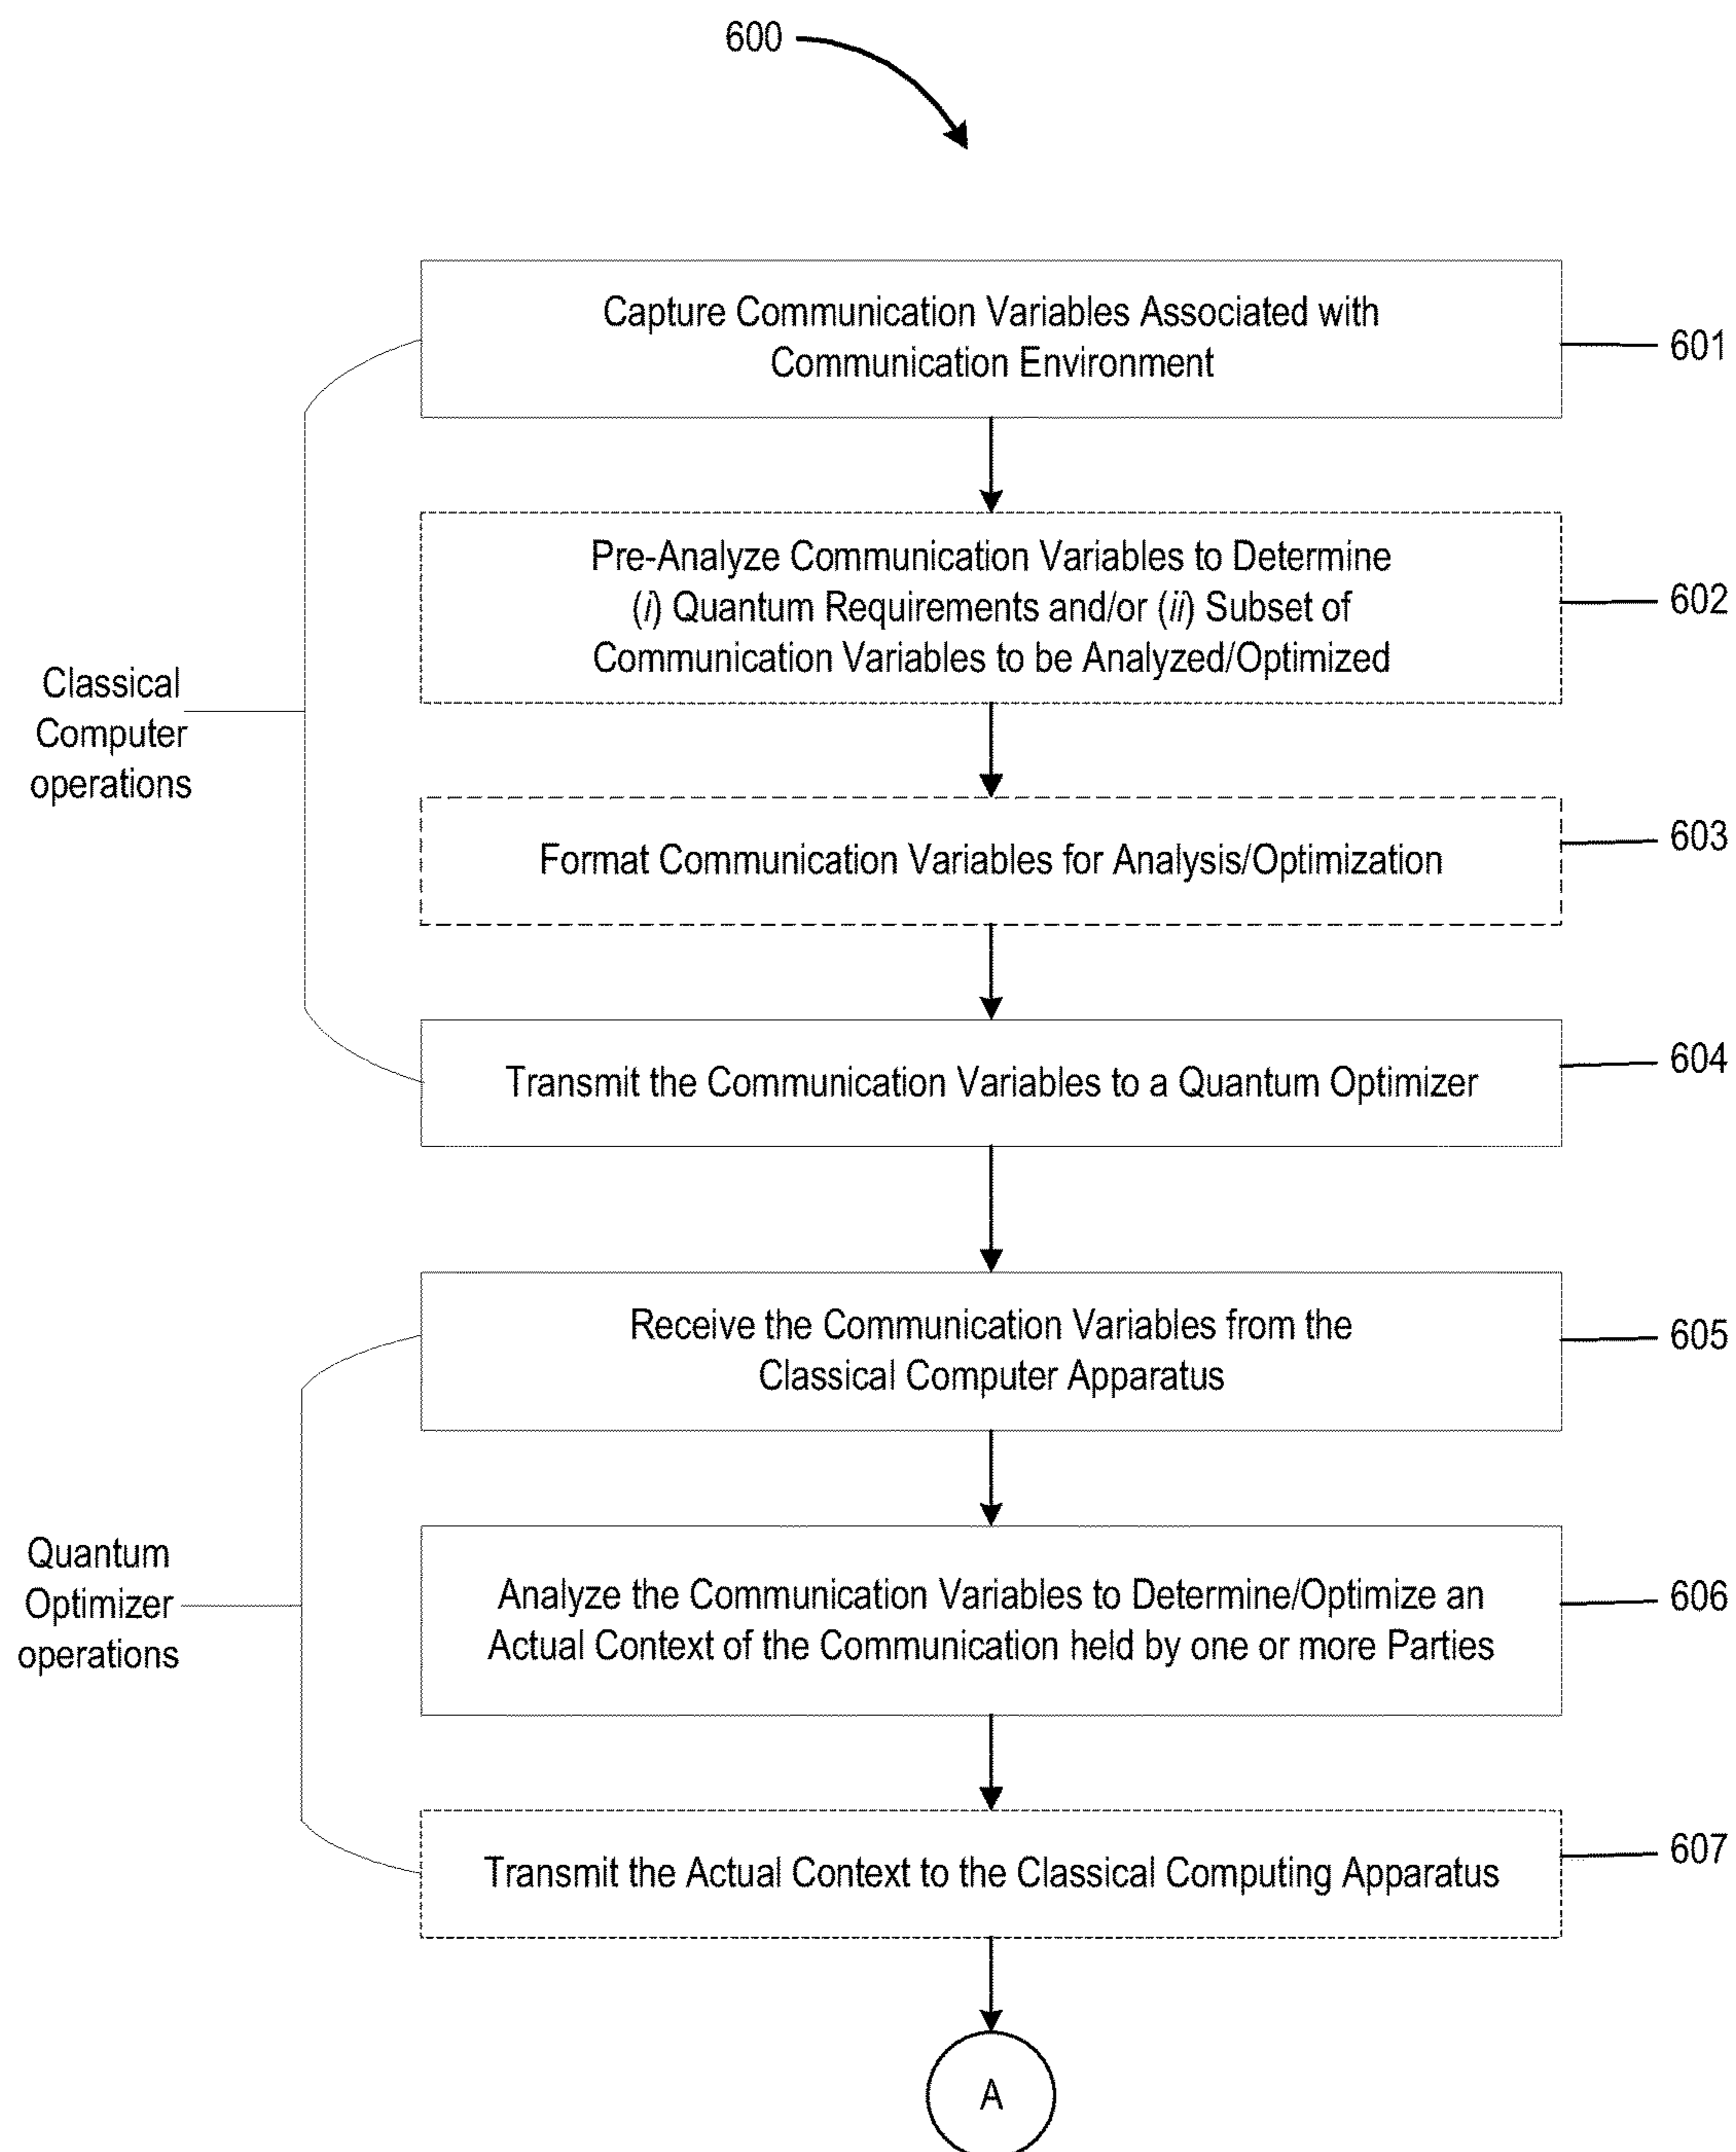 600
Capture Communication Variables Associated with
Communication Environment
601
Pre-Analyze Communication Variables to Determine
(i) Quantum Requirements and/or (ii) Subset of
Communication Variables to be Analyzed/Optimized
602
Classical
Computer
operations
Format Communication Variables for Analysis/Optimization
603
Transmit the Communication Variables to a Quantum Optimizer
604
Receive the Communication Variables from the
Classical Computer Apparatus
605
Quantum
Optimizer
operations
Analyze the Communication Variables to Determine/Optimize an
Actual Context of the Communication held by one or more Parties
606
Transmit the Actual Context to the Classical Computing Apparatus
607
A